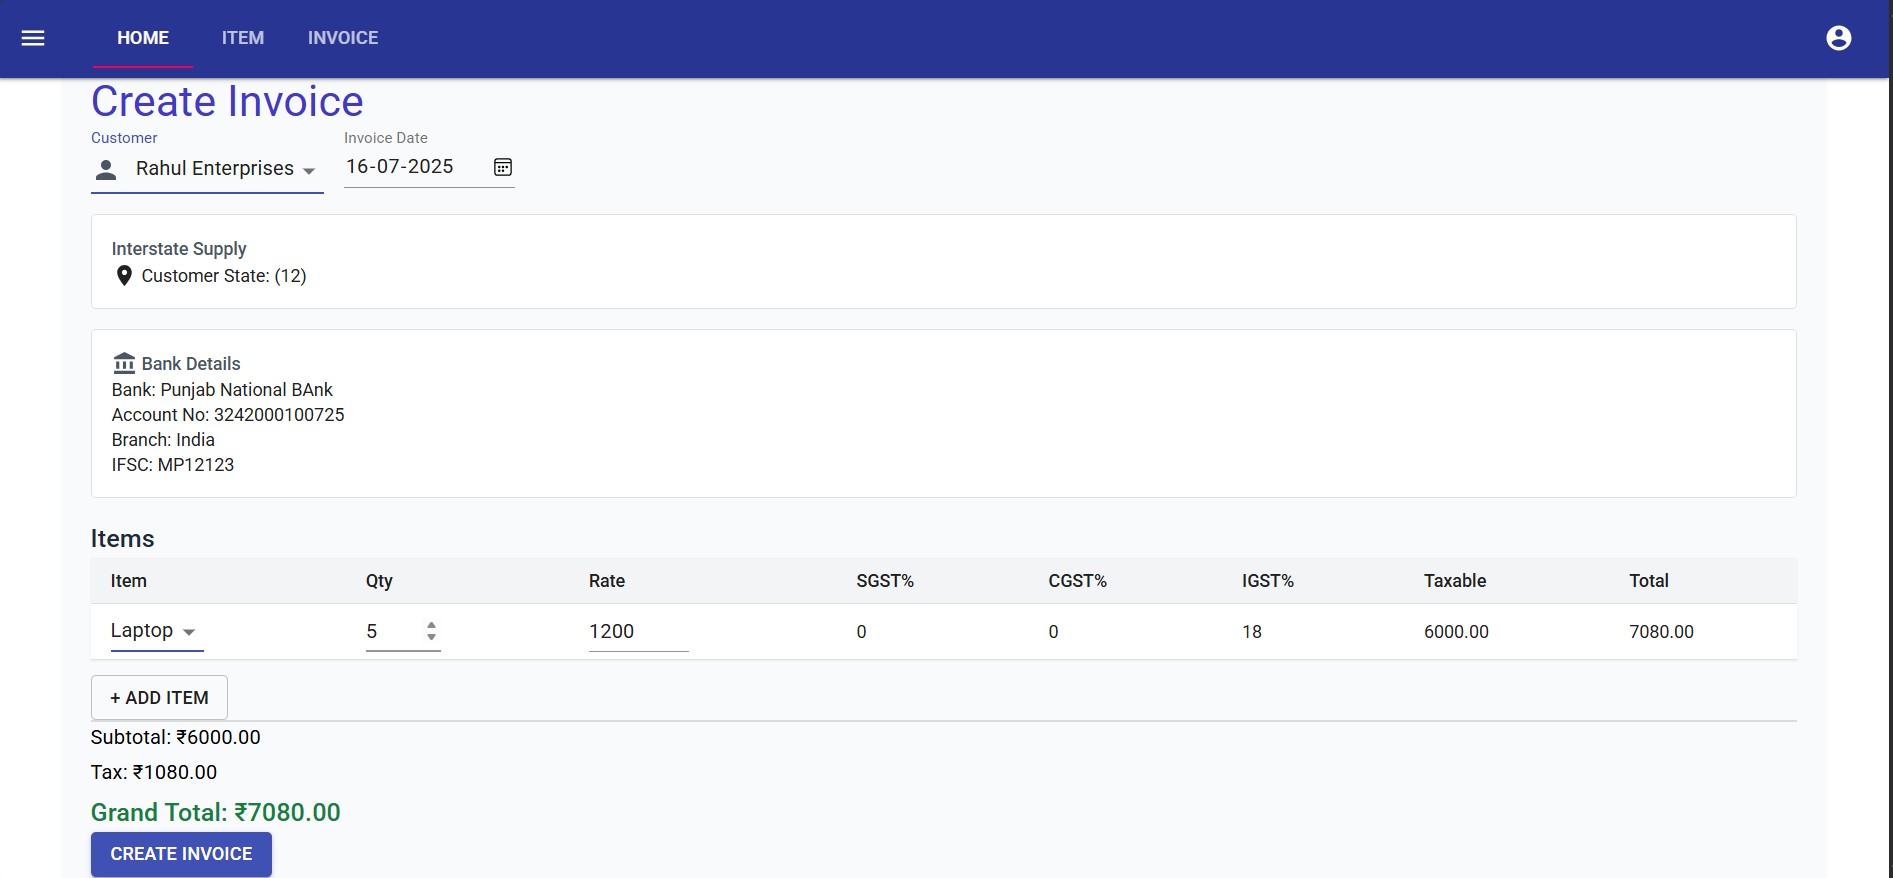 HOME ITEM INVOICE
Create Invoice
Customer Invoice Date
Rahul Enterprises 16-07-2025
Interstate Supply
Customer State: (12)
Bank Details
Bank: Punjab National BAnk
Account No: 3242000100725
Branch: India
IFSC: MP12123
Items
Item Qty Rate SGST% CGST% IGST% Taxable Total
Laptop 5 1200 0 0 18 6000.00 7080.00
+ ADD ITEM
Subtotal: ₹6000.00
Tax: ₹1080.00
Grand Total: ₹7080.00
CREATE INVOICE